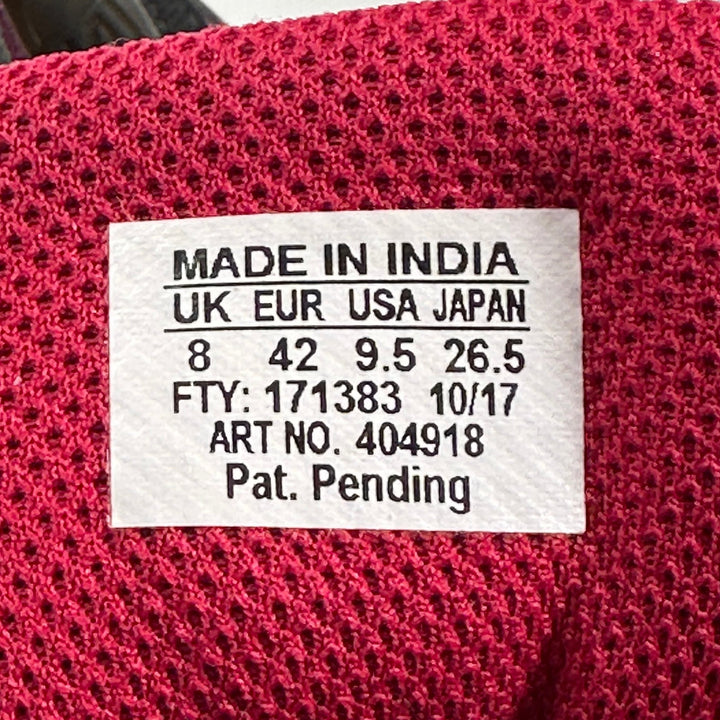 MADE IN INDIA
UK EUR USA JAPAN
8 42 9.5 26.5
FTY: 171383 10/17
ART NO. 404918
Pat. Pending